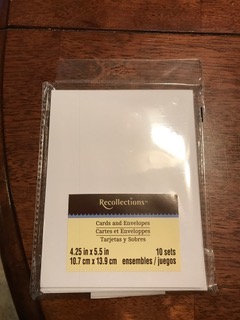 Recollections™
Cards and Envelopes
Cartes et Enveloppes
Tarjetas y Sobres
4.25 in x 5.5 in 10 sets
10.7 cm x 13.9 cm ensembles / juegos